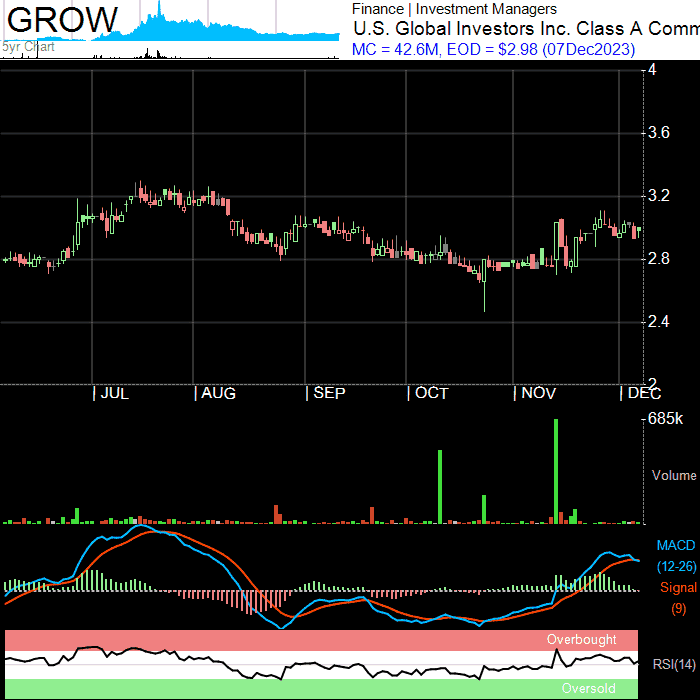 GROW
5yr Chart
Finance | Investment Managers
U.S. Global Investors Inc. Class A Comm
MC = 42.6M, EOD = $2.98 (07Dec2023)
4
3.6
3.2
2.8
2.4
2
| JUL | AUG | SEP | OCT | NOV | DEC
685k
Volume
MACD
(12-26)
Signal
(9)
Overbought
RSI(14)
Oversold